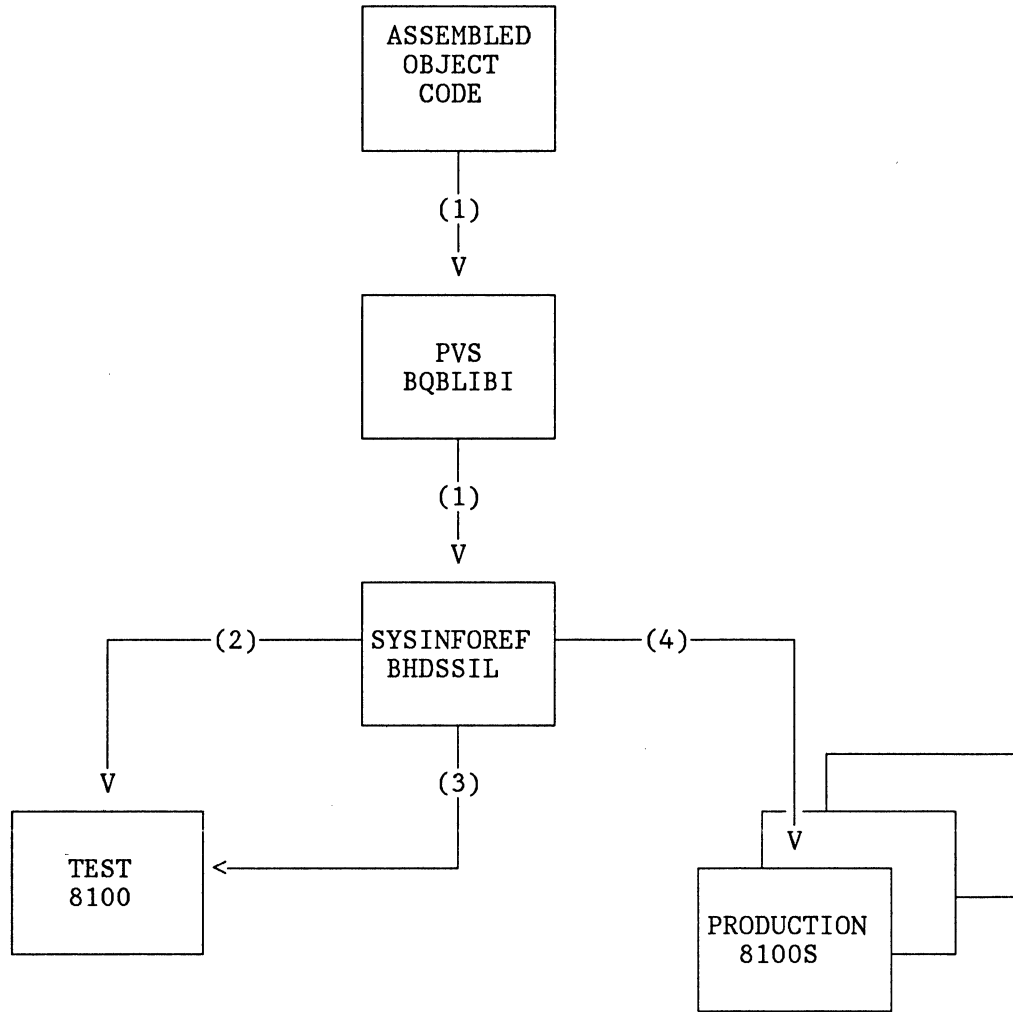 ASSEMBLED
OBJECT
CODE
(1)
V
PVS
BQBLIBI
(1)
V
SYSINFOREF
BHDSSIL
(2)
(4)
V
(3)
TEST
8100
<
V
PRODUCTION
8100S